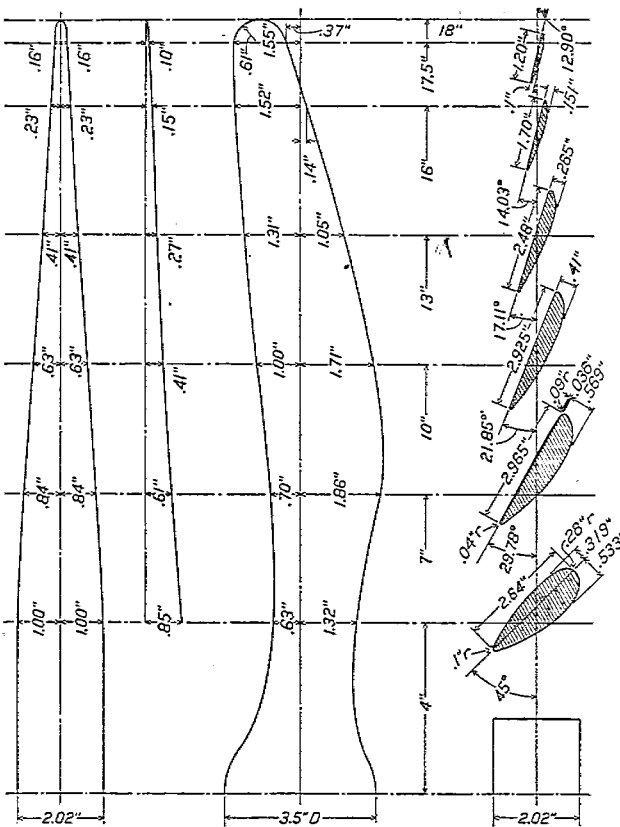 .16" .16" .10" .61" 1.55" .37" 18" 1.20" 12.90°
17.5"
.23" .23" .15" 1.52" .1" .151"
1.70"
.14" 16" 14.03° .265"
.41" .41" .27" 1.31" 1.05" 2.48"
13" 17.11° .41"
.63" .63" .41" 1.00" 1.71" 2.925"
10" 21.86° .09"r .036" .569"
.84" .84" .61" .70" 1.86" 2.965"
7" .04"r 29.78° .28"r .319" .533"
1.00" 1.00" .85" .63" 1.32" 2.64"
.1"r
4" 45°
2.02" 3.5" D 2.02"